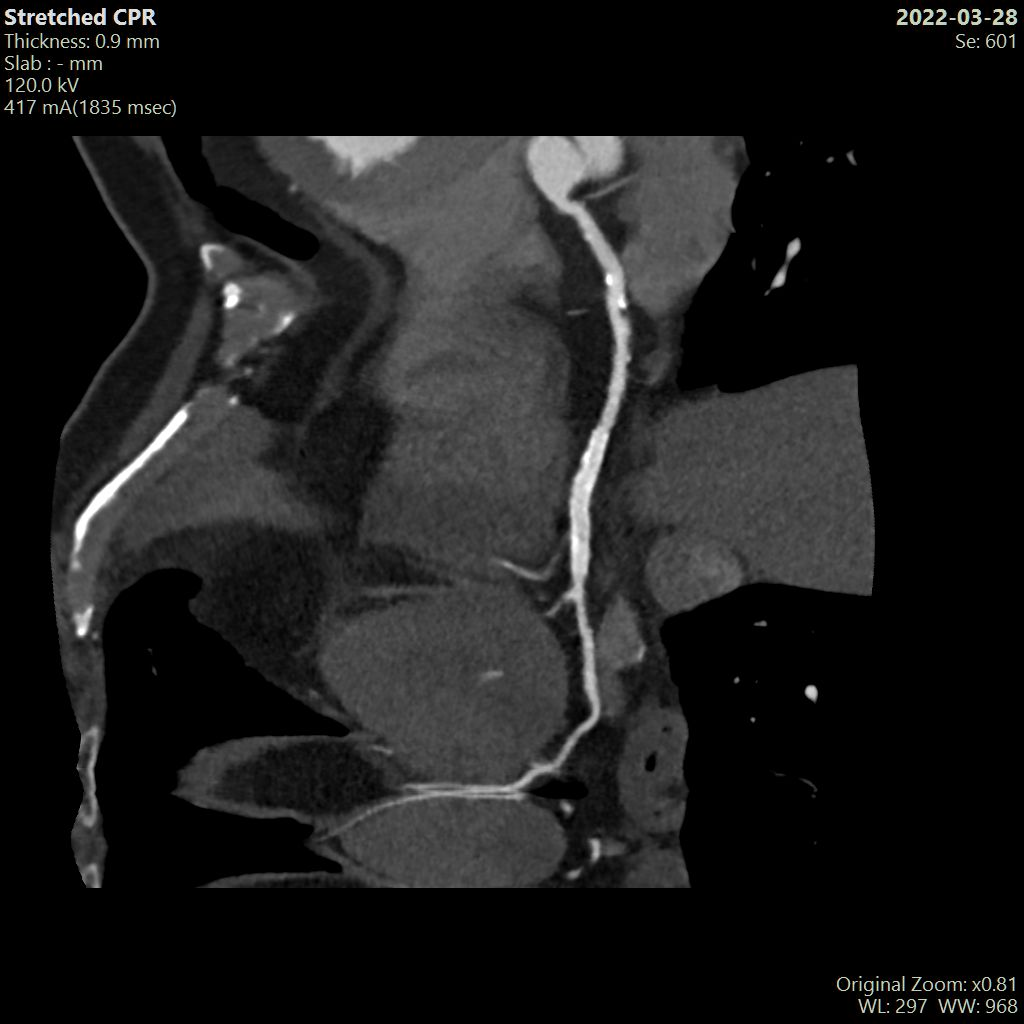 Stretched CPR
Thickness: 0.9 mm
Slab : - mm
120.0 kV
417 mA(1835 msec)
2022-03-28
Se: 601
Original Zoom: x0.81
WL: 297 WW: 968